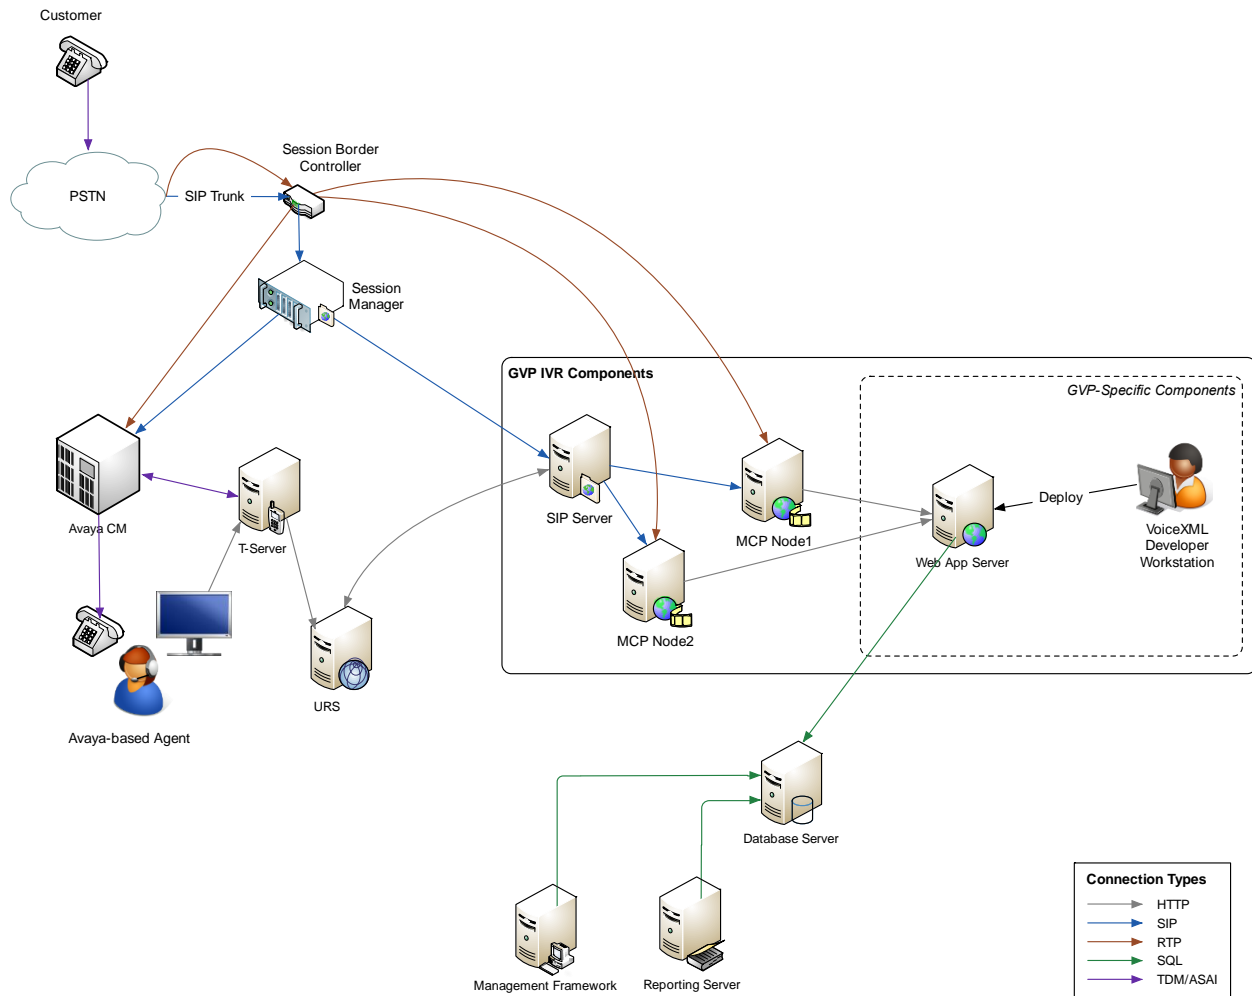 Customer
PSTN
SIP Trunk
Session Border
Controller
Session
Manager
GVP IVR Components
GVP-Specific Components
SIP Server
MCP Node1
MCP Node2
Web App Server
Deploy
VoiceXML
Developer
Workstation
Avaya CM
T-Server
URS
Avaya-based Agent
Database Server
Management Framework
Reporting Server
Connection Types
HTTP
SIP
RTP
SQL
TDM/ASAI